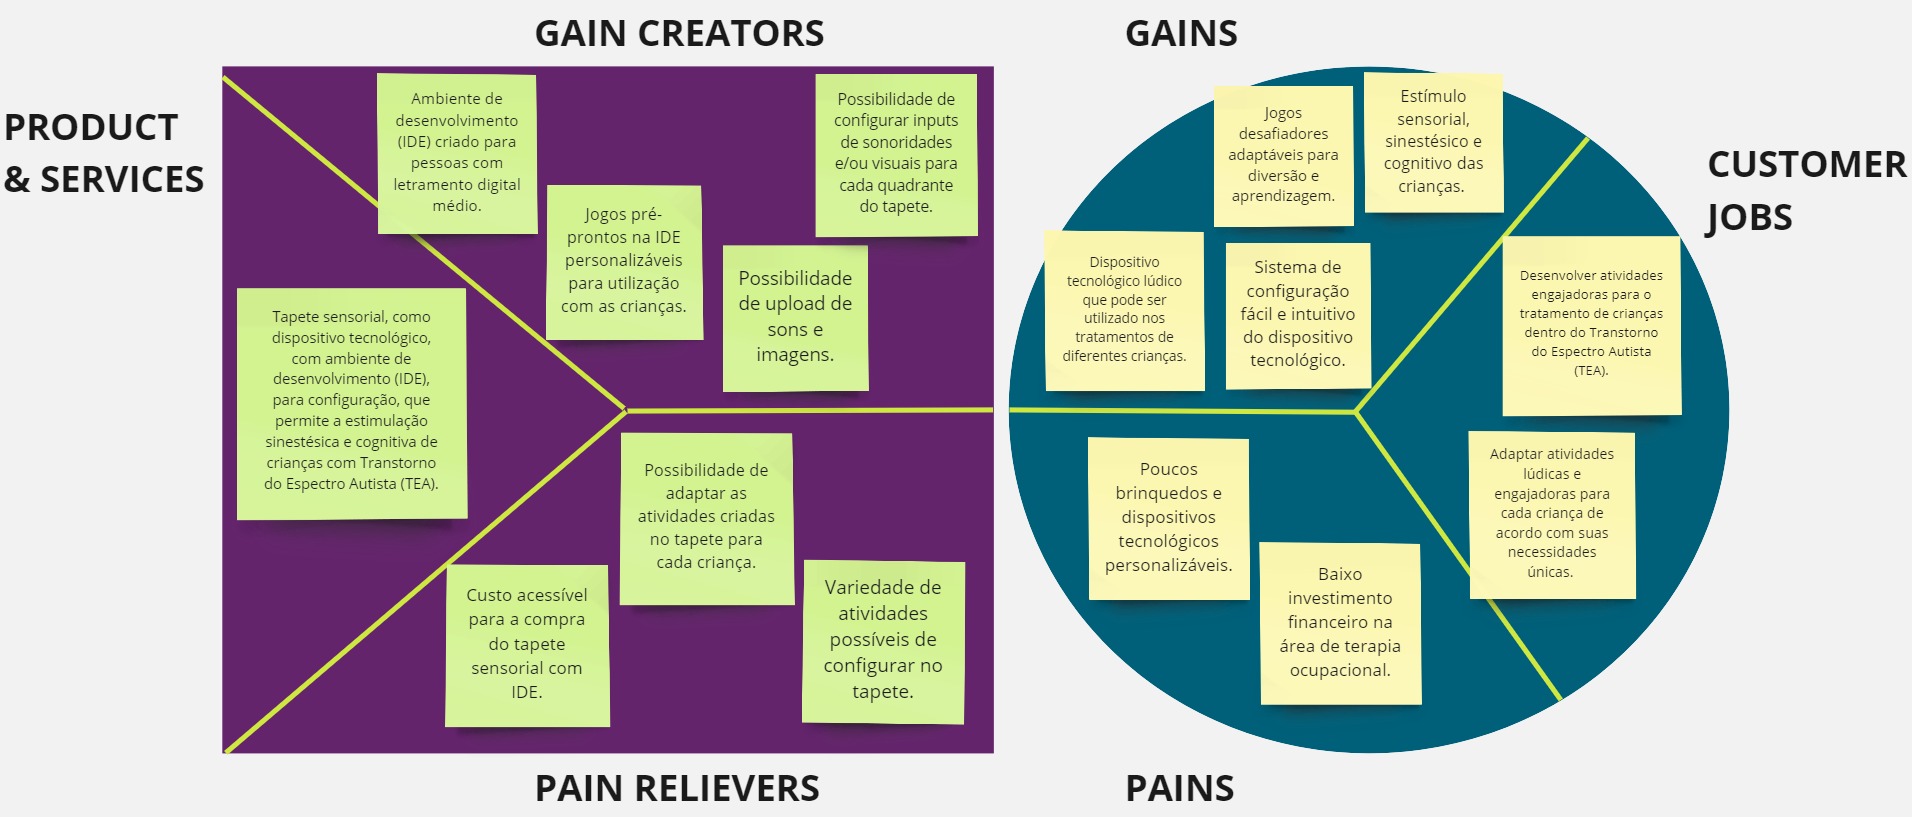 GAIN CREATORS
GAINS
PRODUCT
& SERVICES
CUSTOMER
JOBS
Ambiente de
desenvolvimento
(IDE) criado para
pessoas com
letramento digital
médio.
Possibilidade de
configurar inputs
de sonoridades
e/ou visuais para
cada quadrante
do tapete.
Jogos pré-
prontos na IDE
personalizáveis
para utilização
com as crianças.
Possibilidade
de upload de
sons e
imagens.
Tapete sensorial, como
dispositivo tecnológico,
com ambiente de
desenvolvimento (IDE),
para configuração, que
permite a estimulação
sinestésica e cognitiva de
crianças com Transtorno
do Espectro Autista (TEA).
Possibilidade de
adaptar as
atividades criadas
no tapete para
cada criança.
Custo acessível
para a compra
do tapete
sensorial com
IDE.
Variedade de
atividades
possíveis de
configurar no
tapete.
Jogos
desafiadores
adaptáveis para
diversão e
aprendizagem.
Estímulo
sensorial,
sinestésico e
cognitivo das
crianças.
Dispositivo
tecnológico lúdico
que pode ser
utilizado nos
tratamentos de
diferentes crianças.
Sistema de
configuração
fácil e intuitivo
do dispositivo
tecnológico.
Desenvolver atividades
engajadoras para o
tratamento de crianças
dentro do Transtorno
do Espectro Autista
(TEA).
Adaptar atividades
lúdicas e
engajadoras para
cada criança de
acordo com suas
necessidades
únicas.
Poucos
brinquedos e
dispositivos
tecnológicos
personalizáveis.
Baixo
investimento
financeiro na
área de terapia
ocupacional.
PAIN RELIEVERS
PAINS